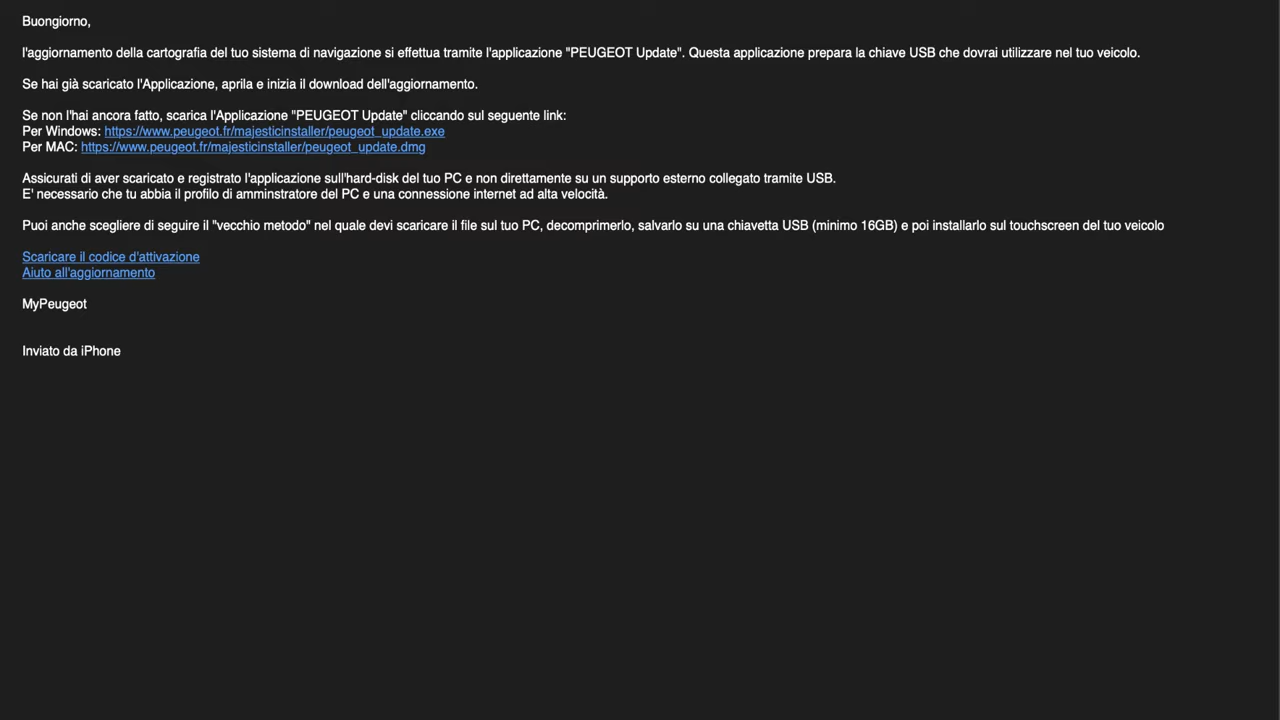 Buongiorno,
l'aggiornamento della cartografia del tuo sistema di navigazione si effettua tramite l'applicazione "PEUGEOT Update". Questa applicazione prepara la chiave USB che dovrai utilizzare nel tuo veicolo.
Se hai già scaricato l'Applicazione, aprila e inizia il download dell'aggiornamento.
Se non l'hai ancora fatto, scarica l'Applicazione "PEUGEOT Update" cliccando sul seguente link:
Per Windows: https://www.peugeot.fr/majesticinstaller/peugeot_update.exe
Per MAC: https://www.peugeot.fr/majesticinstaller/peugeot_update.dmg
Assicurati di aver scaricato e registrato l'applicazione sull'hard-disk del tuo PC e non direttamente su un supporto esterno collegato tramite USB.
E' necessario che tu abbia il profilo di amminstratore del PC e una connessione internet ad alta velocità.
Puoi anche scegliere di seguire il "vecchio metodo" nel quale devi scaricare il file sul tuo PC, decomprimerlo, salvarlo su una chiavetta USB (minimo 16GB) e poi installarlo sul touchscreen del tuo veicolo
Scaricare il codice d'attivazione
Aiuto all'aggiornamento
MyPeugeot
Inviato da iPhone